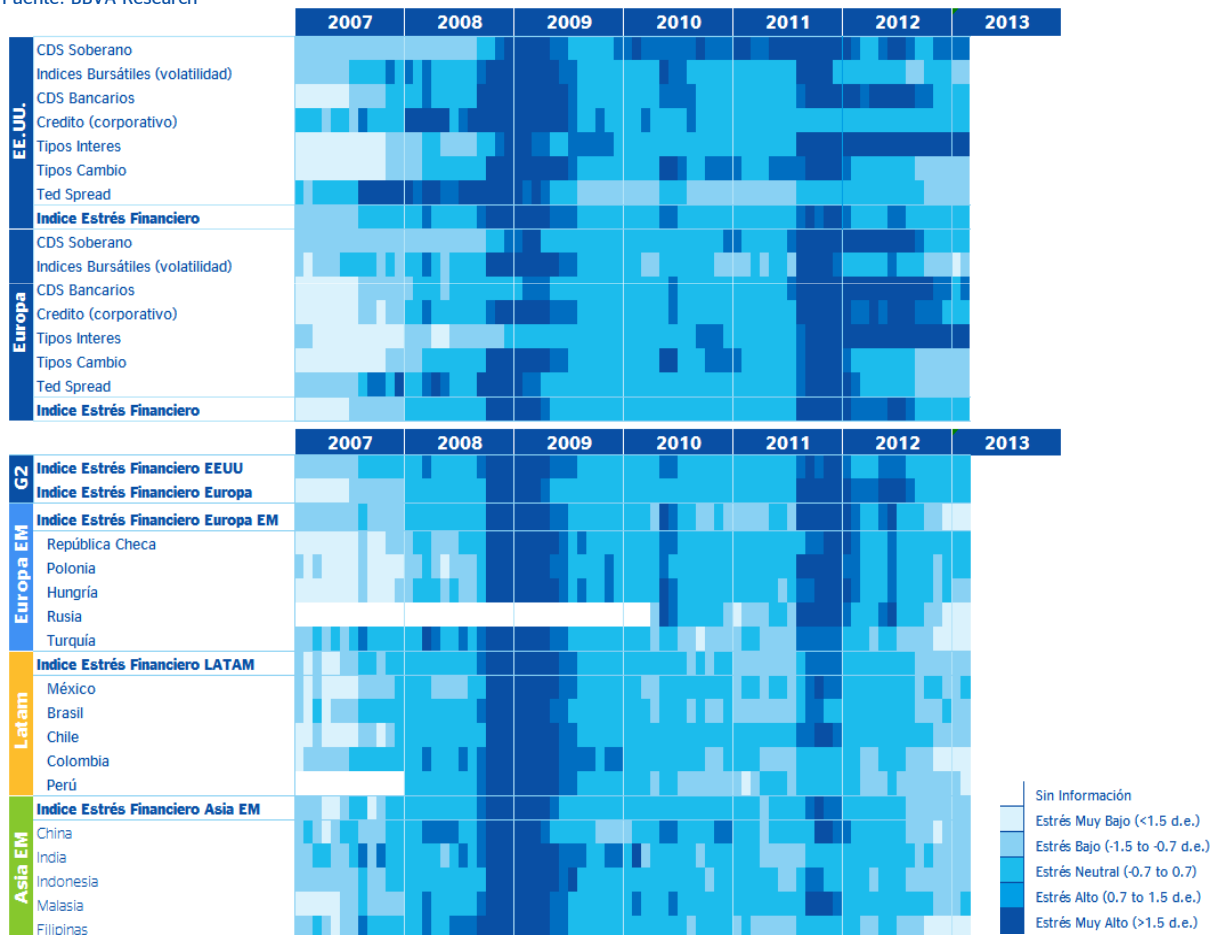 Fuente: BBVA Research
2007 2008 2009 2010 2011 2012 2013
EE.UU.
CDS Soberano
Indices Bursátiles (volatilidad)
CDS Bancarios
Credito (corporativo)
Tipos Interes
Tipos Cambio
Ted Spread
Indice Estrés Financiero
Europa
CDS Soberano
Indices Bursátiles (volatilidad)
CDS Bancarios
Credito (corporativo)
Tipos Interes
Tipos Cambio
Ted Spread
Indice Estrés Financiero
2007 2008 2009 2010 2011 2012 2013
G2
Indice Estrés Financiero EEUU
Indice Estrés Financiero Europa
Europa EM
Indice Estrés Financiero Europa EM
República Checa
Polonia
Hungría
Rusia
Turquía
Latam
Indice Estrés Financiero LATAM
México
Brasil
Chile
Colombia
Perú
Asia EM
Indice Estrés Financiero Asia EM
China
India
Indonesia
Malasia
Filipinas
Sin Información
Estrés Muy Bajo (<1.5 d.e.)
Estrés Bajo (-1.5 to -0.7 d.e.)
Estrés Neutral (-0.7 to 0.7)
Estrés Alto (0.7 to 1.5 d.e.)
Estrés Muy Alto (>1.5 d.e.)